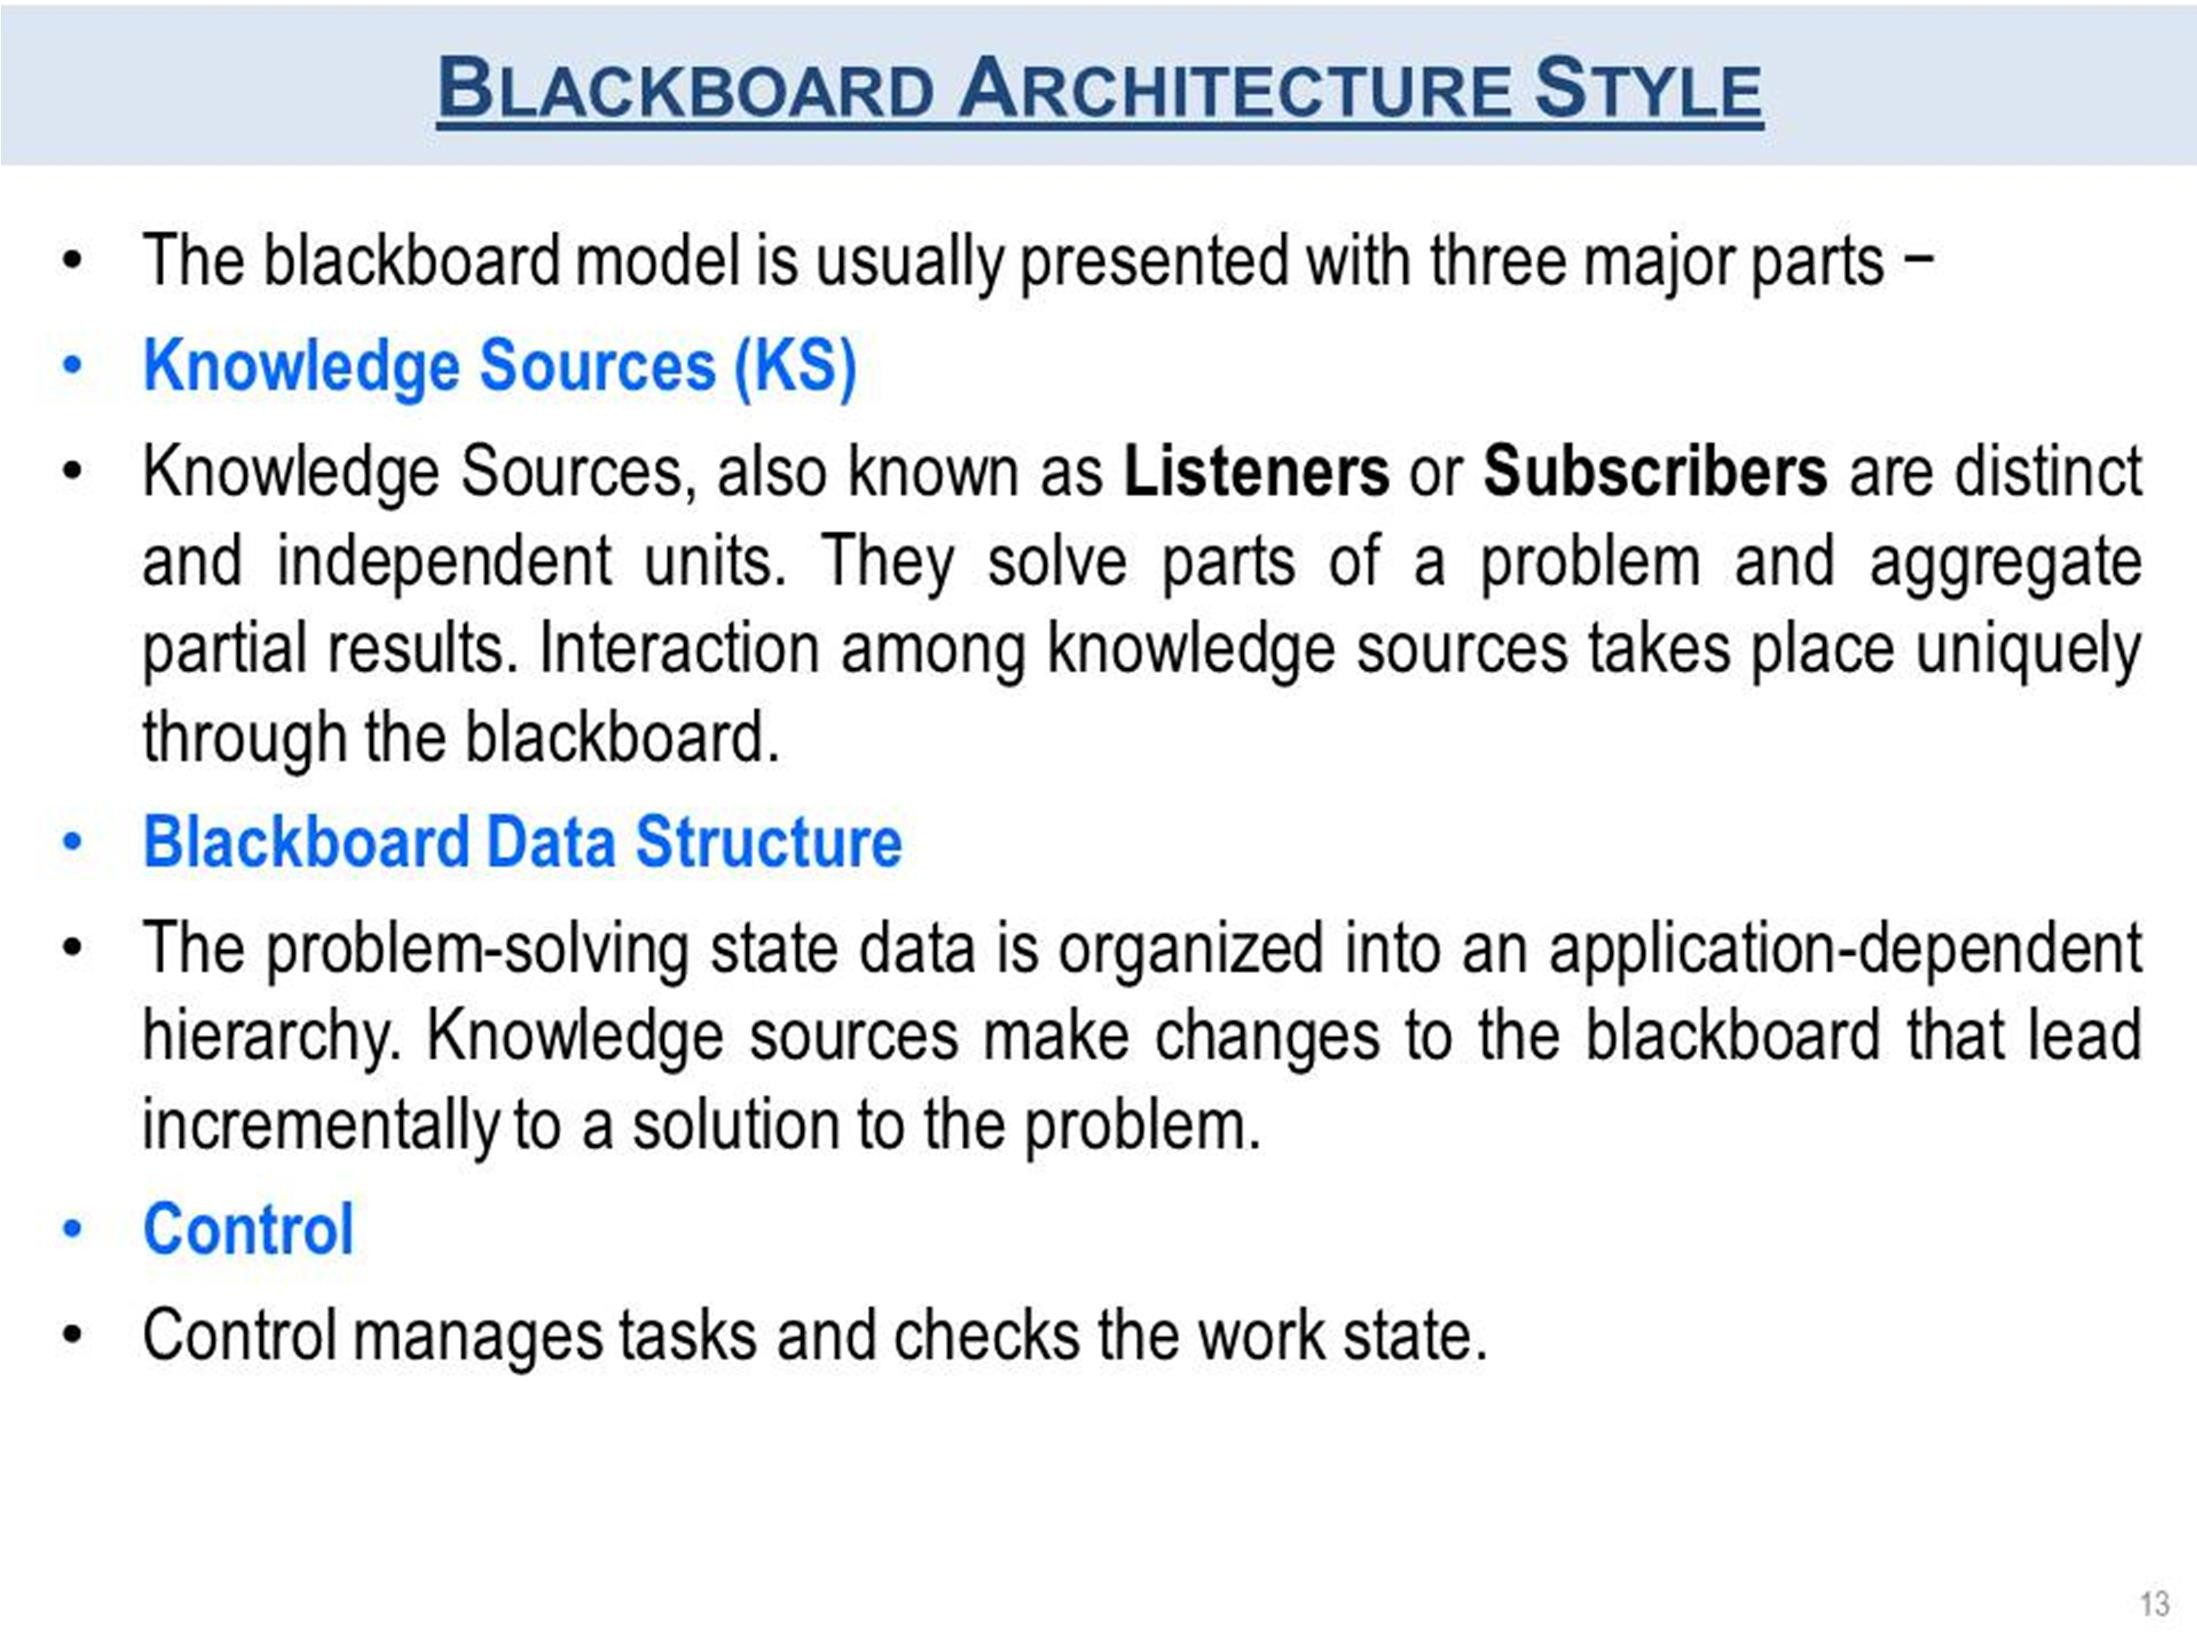 BLACKBOARD ARCHITECTURE STYLE
• The blackboard model is usually presented with three major parts −
• Knowledge Sources (KS)
• Knowledge Sources, also known as Listeners or Subscribers are distinct
and independent units. They solve parts of a problem and aggregate
partial results. Interaction among knowledge sources takes place uniquely
through the blackboard.
• Blackboard Data Structure
• The problem-solving state data is organized into an application-dependent
hierarchy. Knowledge sources make changes to the blackboard that lead
incrementally to a solution to the problem.
• Control
• Control manages tasks and checks the work state.
13